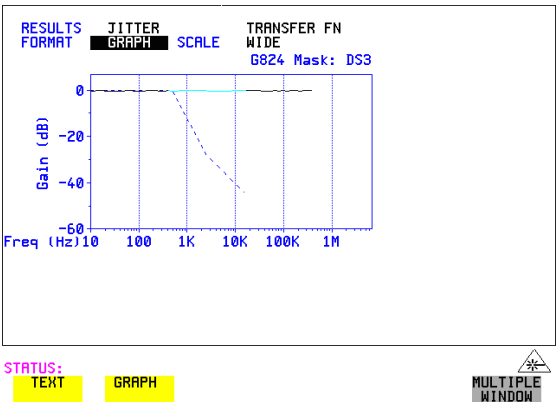 RESULTS JITTER TRANSFER FN
FORMAT GRAPH SCALE WIDE
G824 Mask: DS3
Gain (dB)
0
-20
-40
-60
Freq (Hz) 10 100 1K 10K 100K 1M
STATUS:
TEXT GRAPH MULTIPLE
WINDOW